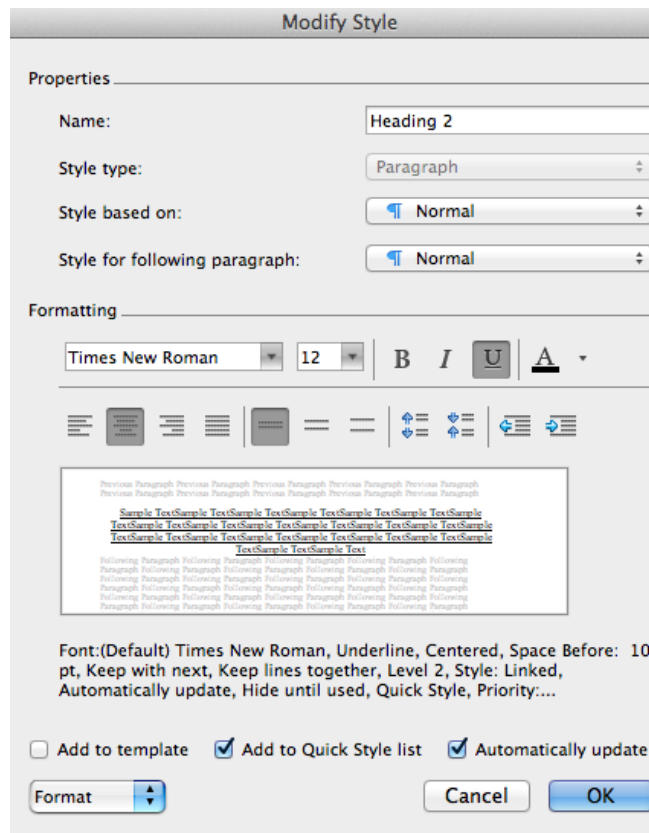 Modify Style
Properties
Name: Heading 2
Style type: Paragraph
Style based on: ¶ Normal
Style for following paragraph: ¶ Normal
Formatting
Times New Roman 12 B I U A
Previous Paragraph Previous Paragraph Previous Paragraph Previous Paragraph Previous Paragraph
Previous Paragraph Previous Paragraph Previous Paragraph Previous Paragraph Previous Paragraph
Sample TextSample TextSample TextSample TextSample TextSample
TextSample TextSample TextSample TextSample TextSample TextSample
TextSample TextSample TextSample TextSample TextSample TextSample
TextSample TextSample Text
Following Paragraph Following Paragraph Following Paragraph Following Paragraph Following
Paragraph Following Paragraph Following Paragraph Following Paragraph Following Paragraph
Following Paragraph Following Paragraph Following Paragraph Following Paragraph Following
Paragraph Following Paragraph Following Paragraph Following Paragraph Following Paragraph
Following Paragraph Following Paragraph Following Paragraph Following Paragraph Following
Paragraph Following Paragraph Following Paragraph Following Paragraph Following Paragraph
Font:(Default) Times New Roman, Underline, Centered, Space Before: 10
pt, Keep with next, Keep lines together, Level 2, Style: Linked,
Automatically update, Hide until used, Quick Style, Priority:...
Add to template Add to Quick Style list Automatically update
Format Cancel OK